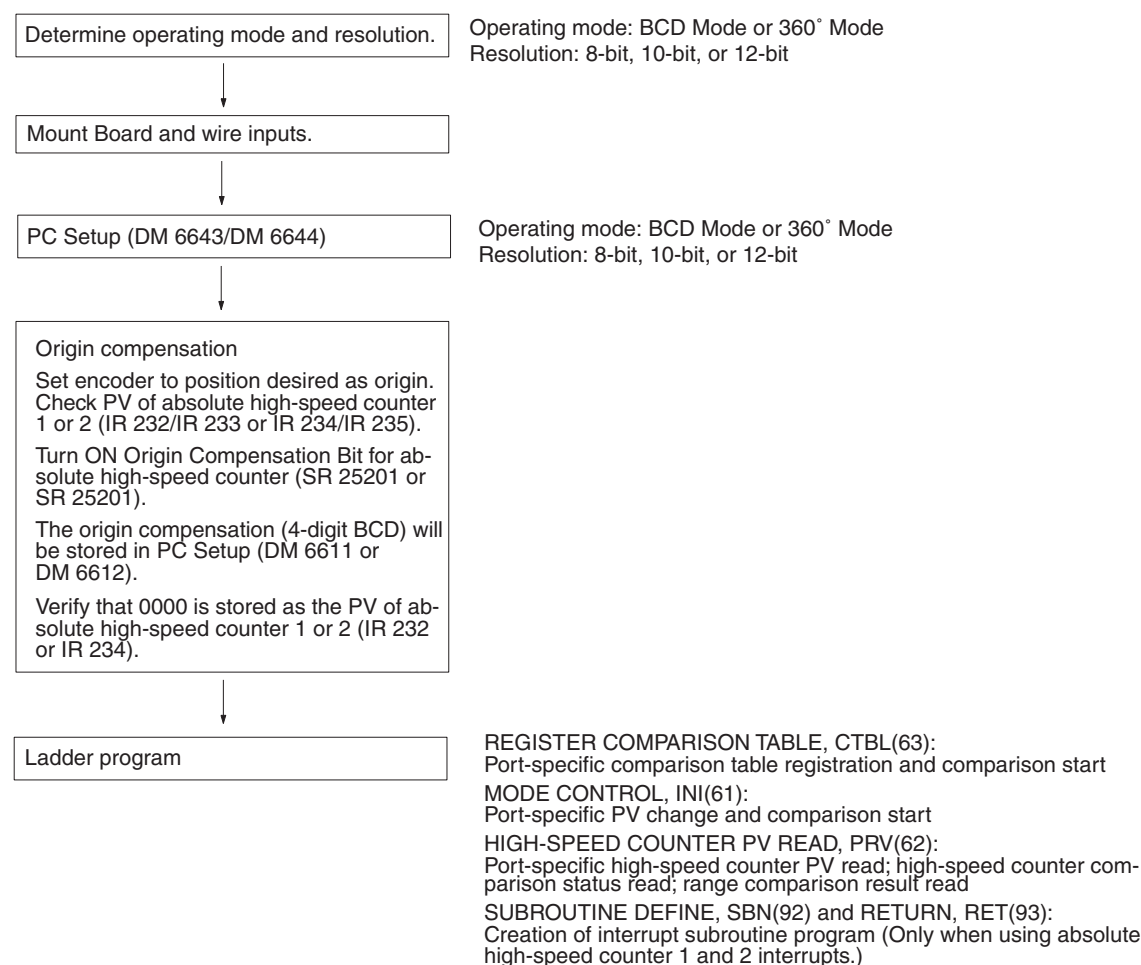 Determine operating mode and resolution.
Operating mode: BCD Mode or 360˚ Mode
Resolution: 8-bit, 10-bit, or 12-bit
Mount Board and wire inputs.
PC Setup (DM 6643/DM 6644)
Operating mode: BCD Mode or 360˚ Mode
Resolution: 8-bit, 10-bit, or 12-bit
Origin compensation
Set encoder to position desired as origin.
Check PV of absolute high-speed counter
1 or 2 (IR 232/IR 233 or IR 234/IR 235).
Turn ON Origin Compensation Bit for ab-
solute high-speed counter (SR 25201 or
SR 25201).
The origin compensation (4-digit BCD) will
be stored in PC Setup (DM 6611 or
DM 6612).
Verify that 0000 is stored as the PV of ab-
solute high-speed counter 1 or 2 (IR 232
or IR 234).
Ladder program
REGISTER COMPARISON TABLE, CTBL(63):
Port-specific comparison table registration and comparison start
MODE CONTROL, INI(61):
Port-specific PV change and comparison start
HIGH-SPEED COUNTER PV READ, PRV(62):
Port-specific high-speed counter PV read; high-speed counter com-
parison status read; range comparison result read
SUBROUTINE DEFINE, SBN(92) and RETURN, RET(93):
Creation of interrupt subroutine program (Only when using absolute
high-speed counter 1 and 2 interrupts.)